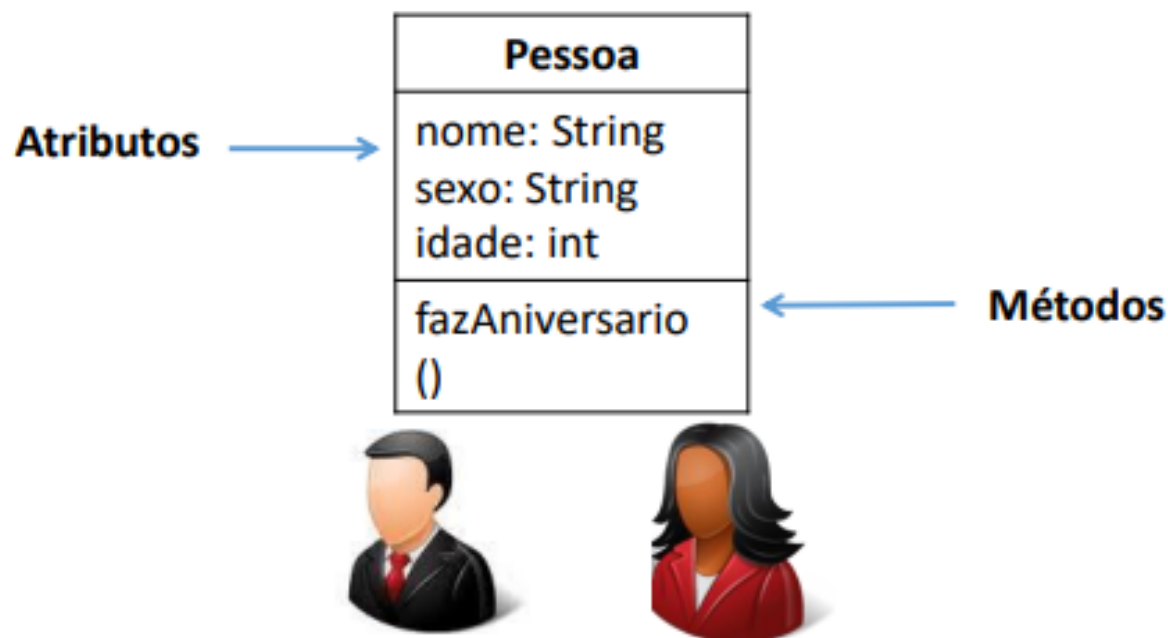 Pessoa
Atributos
nome: String
sexo: String
idade: int
fazAniversario
()
Métodos